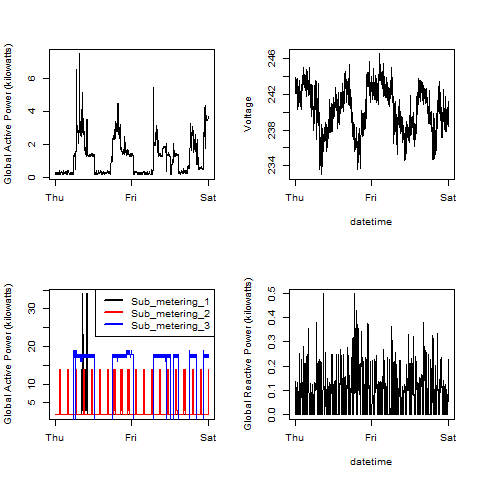 Global Active Power (kilowatts)
0 2 4 6
Thu Fri Sat
Voltage
234 238 242 246
Thu Fri Sat
datetime
Global Active Power (kilowatts)
5 10 20 30
Sub_metering_1
Sub_metering_2
Sub_metering_3
Thu Fri Sat
Global Reactive Power (kilowatts)
0.0 0.1 0.2 0.3 0.4 0.5
Thu Fri Sat
datetime